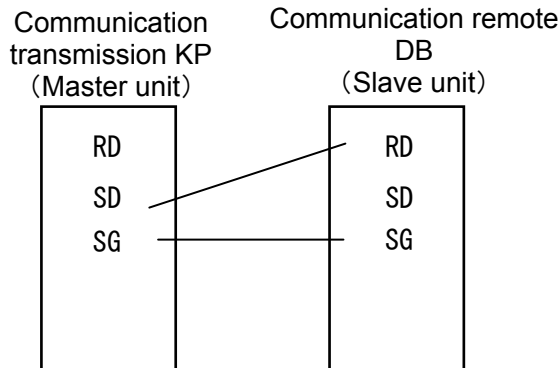 Communication
transmission KP
（Master unit）
Communication remote
DB
（Slave unit）
RD
SD
SG
RD
SD
SG